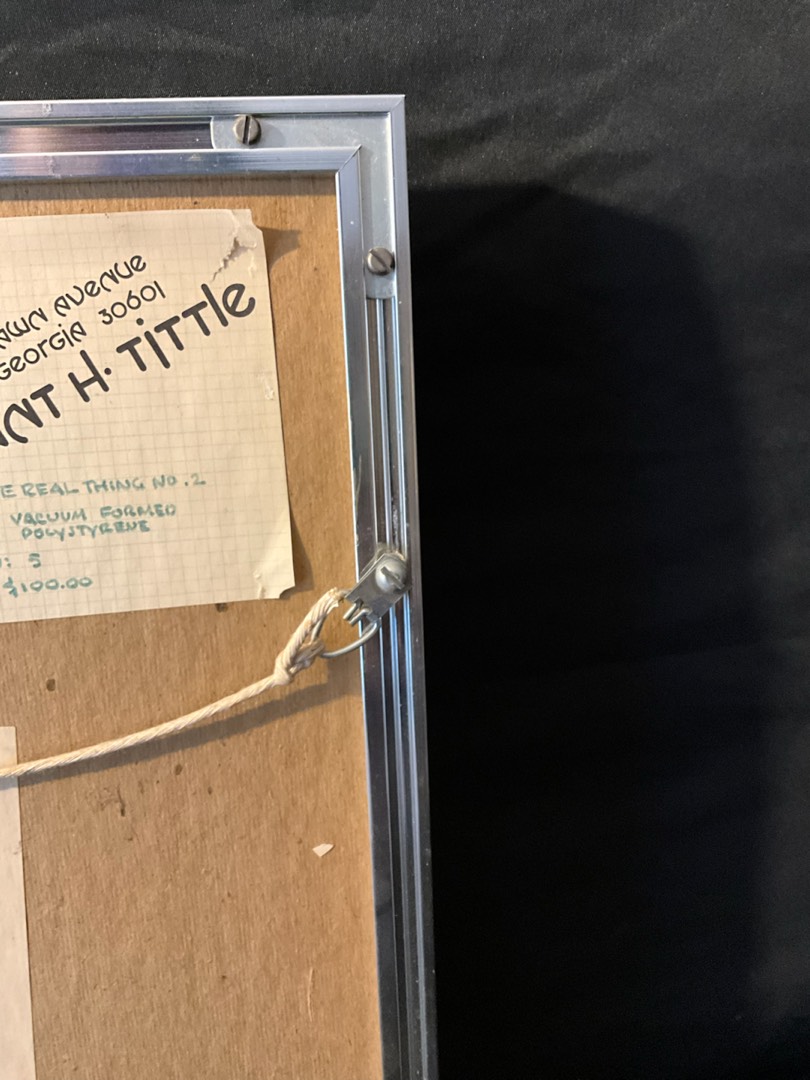 AWN AVENUE
GEORGIA 30601
NT H. TITTLE
E REAL THING NO. 2
VACUUM FORMED
POLYSTYRENE
: 5
$100.00